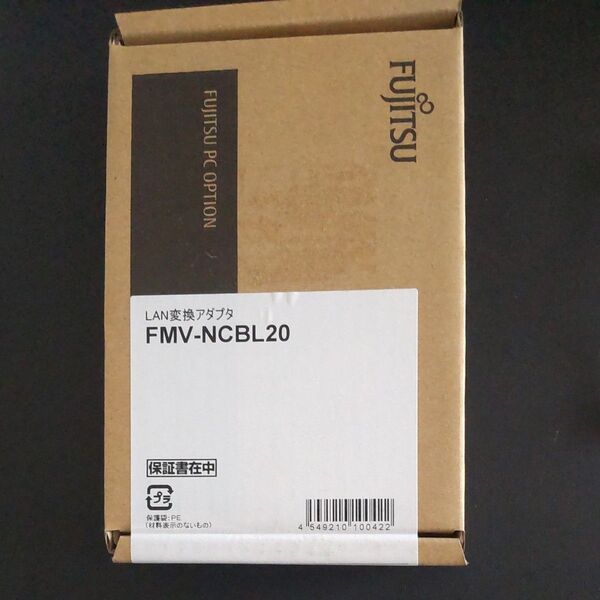 FUJITSU
FUJITSU PC OPTION
LAN変換アダプタ
FMV-NCBL20
保証書在中
プラ
保護袋:PE
(材料表示のないもの)
4 549210 100422